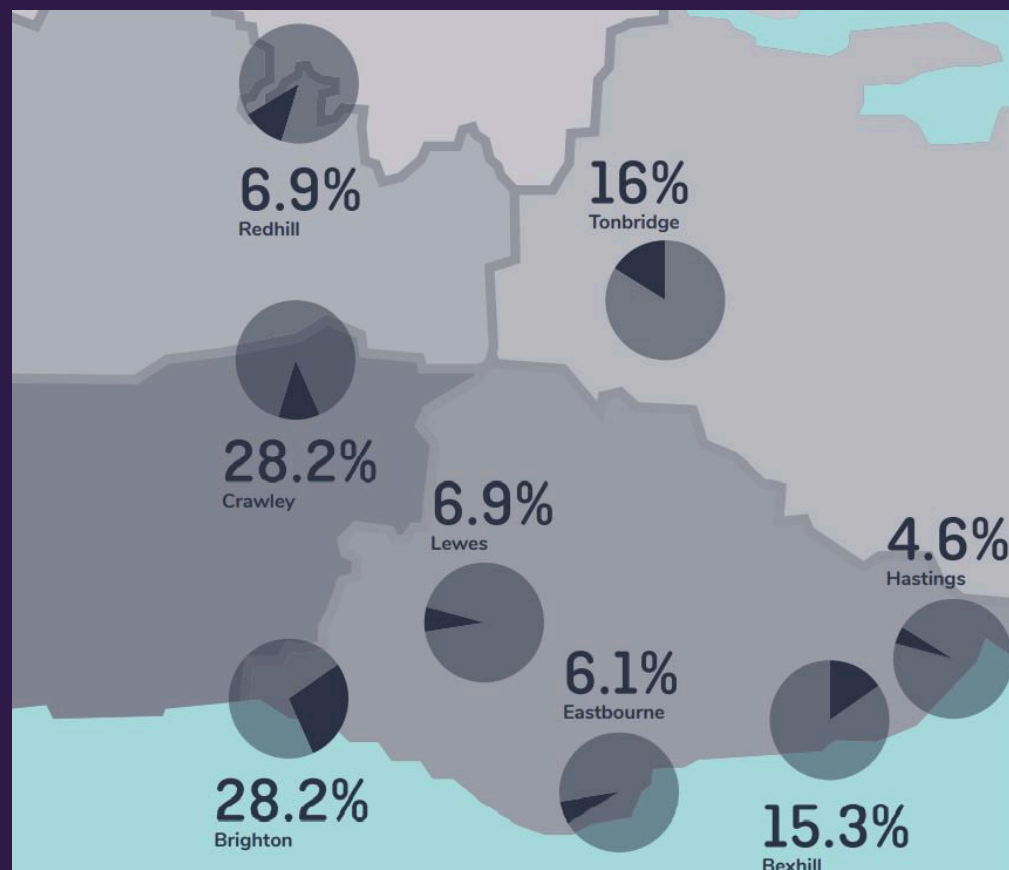 6.9%
Redhill
16%
Tonbridge
28.2%
Crawley
6.9%
Lewes
4.6%
Hastings
6.1%
Eastbourne
28.2%
Brighton
15.3%
Bexhill